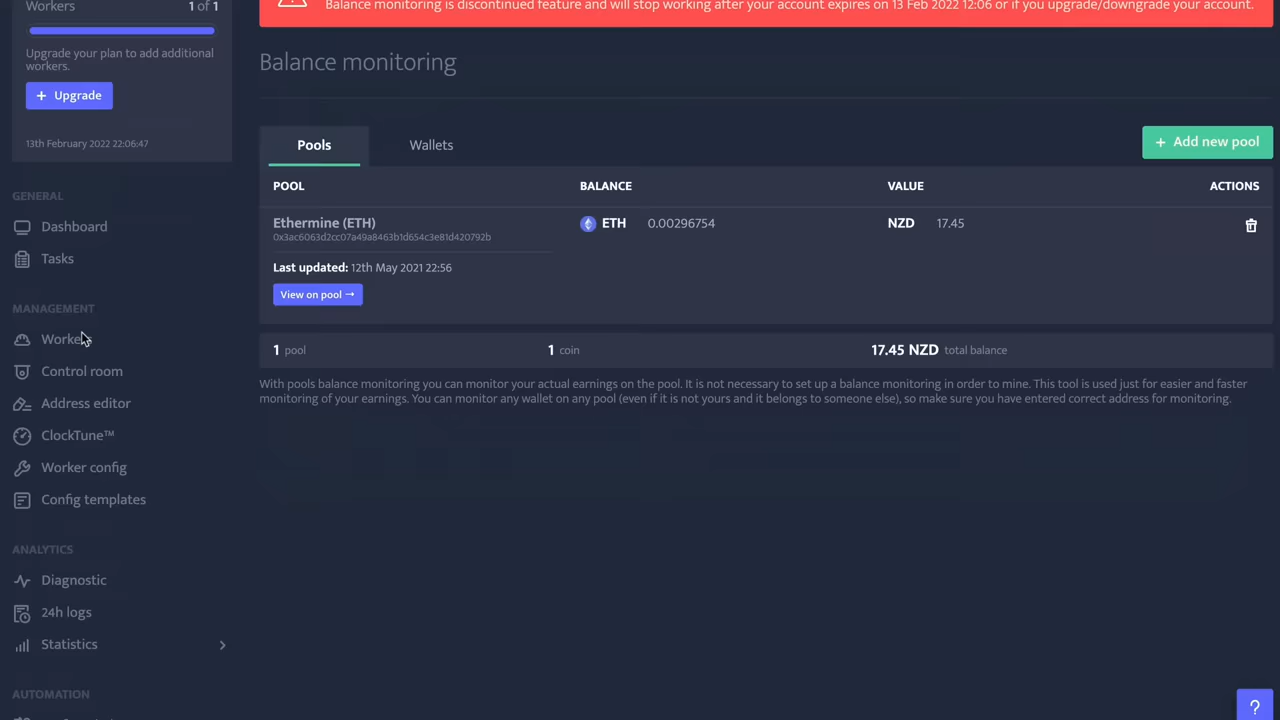 Workers 1 of 1
Upgrade your plan to add additional
workers.
+ Upgrade
13th February 2022 22:06:47
GENERAL
Dashboard
Tasks
MANAGEMENT
Workers
Control room
Address editor
ClockTune™
Worker config
Config templates
ANALYTICS
Diagnostic
24h logs
Statistics
AUTOMATION
Balance monitoring is discontinued feature and will stop working after your account expires on 13 Feb 2022 12:06 or if you upgrade/downgrade your account.
Balance monitoring
Pools Wallets + Add new pool
POOL BALANCE VALUE ACTIONS
Ethermine (ETH) ETH 0.00296754 NZD 17.45
0x3ac6063d2cc07a49a8463b1d654c3e81d420792b
Last updated: 12th May 2021 22:56
View on pool →
1 pool 1 coin 17.45 NZD total balance
With pools balance monitoring you can monitor your actual earnings on the pool. It is not necessary to set up a balance monitoring in order to mine. This tool is used just for easier and faster
monitoring of your earnings. You can monitor any wallet on any pool (even if it is not yours and it belongs to someone else), so make sure you have entered correct address for monitoring.
?